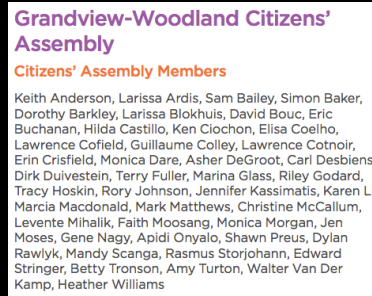 Grandview-Woodland Citizens'
Assembly
Citizens' Assembly Members
Keith Anderson, Larissa Ardis, Sam Bailey, Simon Baker,
Dorothy Barkley, Larissa Blokhuis, David Bouc, Eric
Buchanan, Hilda Castillo, Ken Ciochon, Elisa Coelho,
Lawrence Cofield, Guillaume Colley, Lawrence Cotnoir,
Erin Crisfield, Monica Dare, Asher DeGroot, Carl Desbiens
Dirk Duivestein, Terry Fuller, Marina Glass, Riley Godard,
Tracy Hoskin, Rory Johnson, Jennifer Kassimatis, Karen L
Marcia Macdonald, Mark Matthews, Christine McCallum,
Levente Mihalik, Faith Moosang, Monica Morgan, Jen
Moses, Gene Nagy, Apidi Onyalo, Shawn Preus, Dylan
Rawlyk, Mandy Scanga, Rasmus Storjohann, Edward
Stringer, Betty Tronson, Amy Turton, Walter Van Der
Kamp, Heather Williams